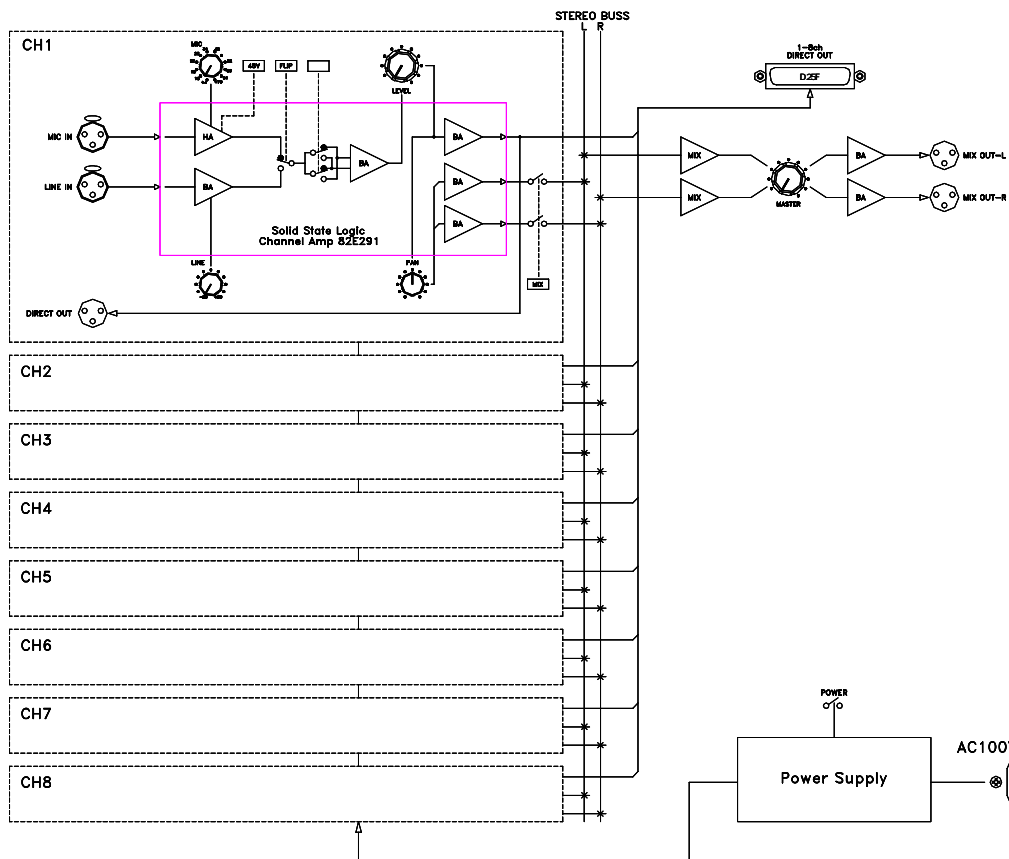 STEREO BUSS
L R
CH1
MIC
48V
FLIP
LEVEL
1-8ch
DIRECT OUT
D.25F
MIC IN
HA
BA
BA
MIX
BA
MIX OUT-L
LINE IN
BA
BA
MIX
MASTER
BA
MIX OUT-R
BA
Solid State Logic
Channel Amp 82E291
LINE
PAN
MIX
DIRECT OUT
CH2
CH3
CH4
CH5
CH6
CH7
POWER
AC100
CH8
Power Supply